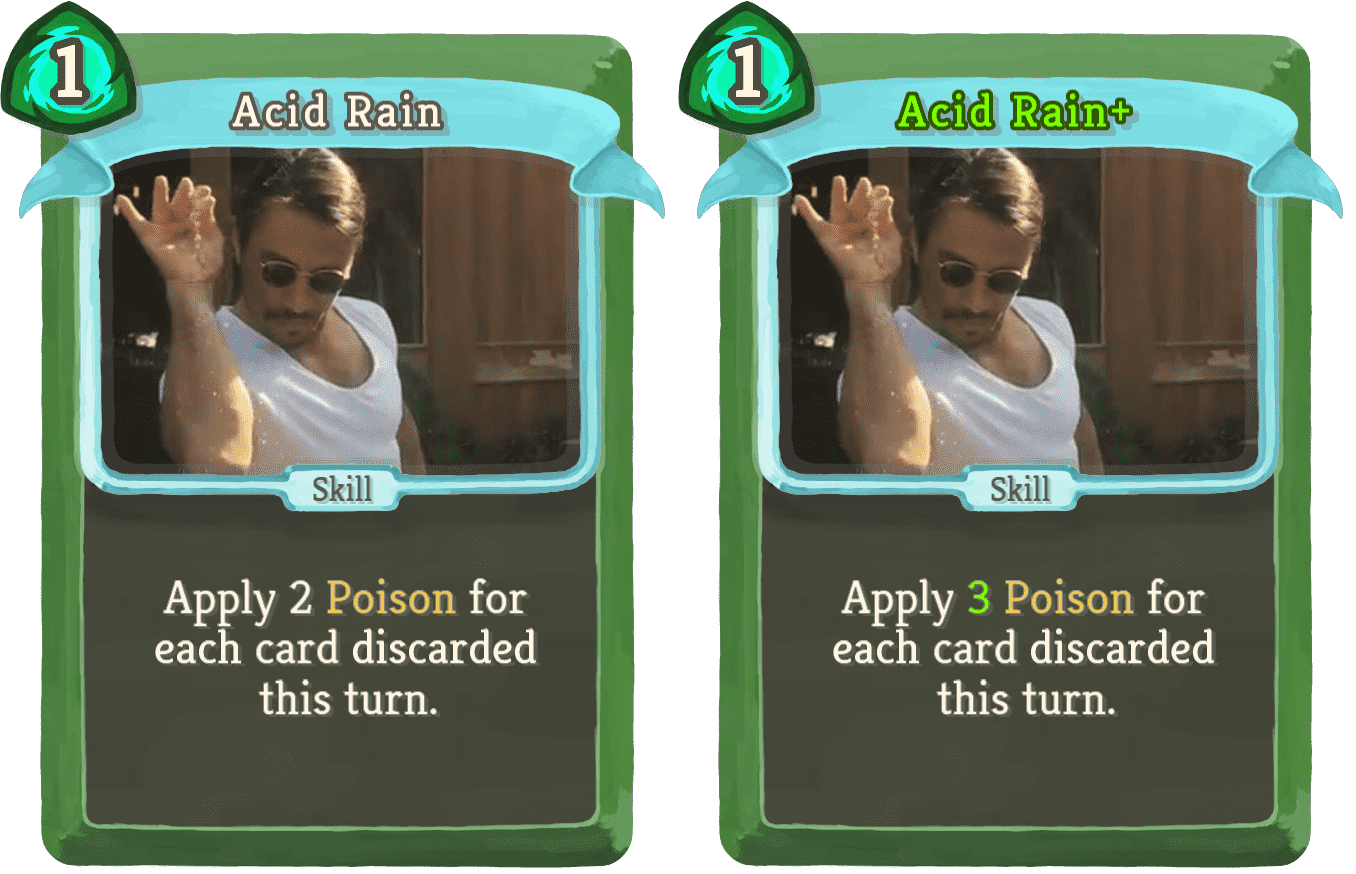 1
Acid Rain
Skill
Apply 2 Poison for
each card discarded
this turn.
1
Acid Rain+
Skill
Apply 3 Poison for
each card discarded
this turn.